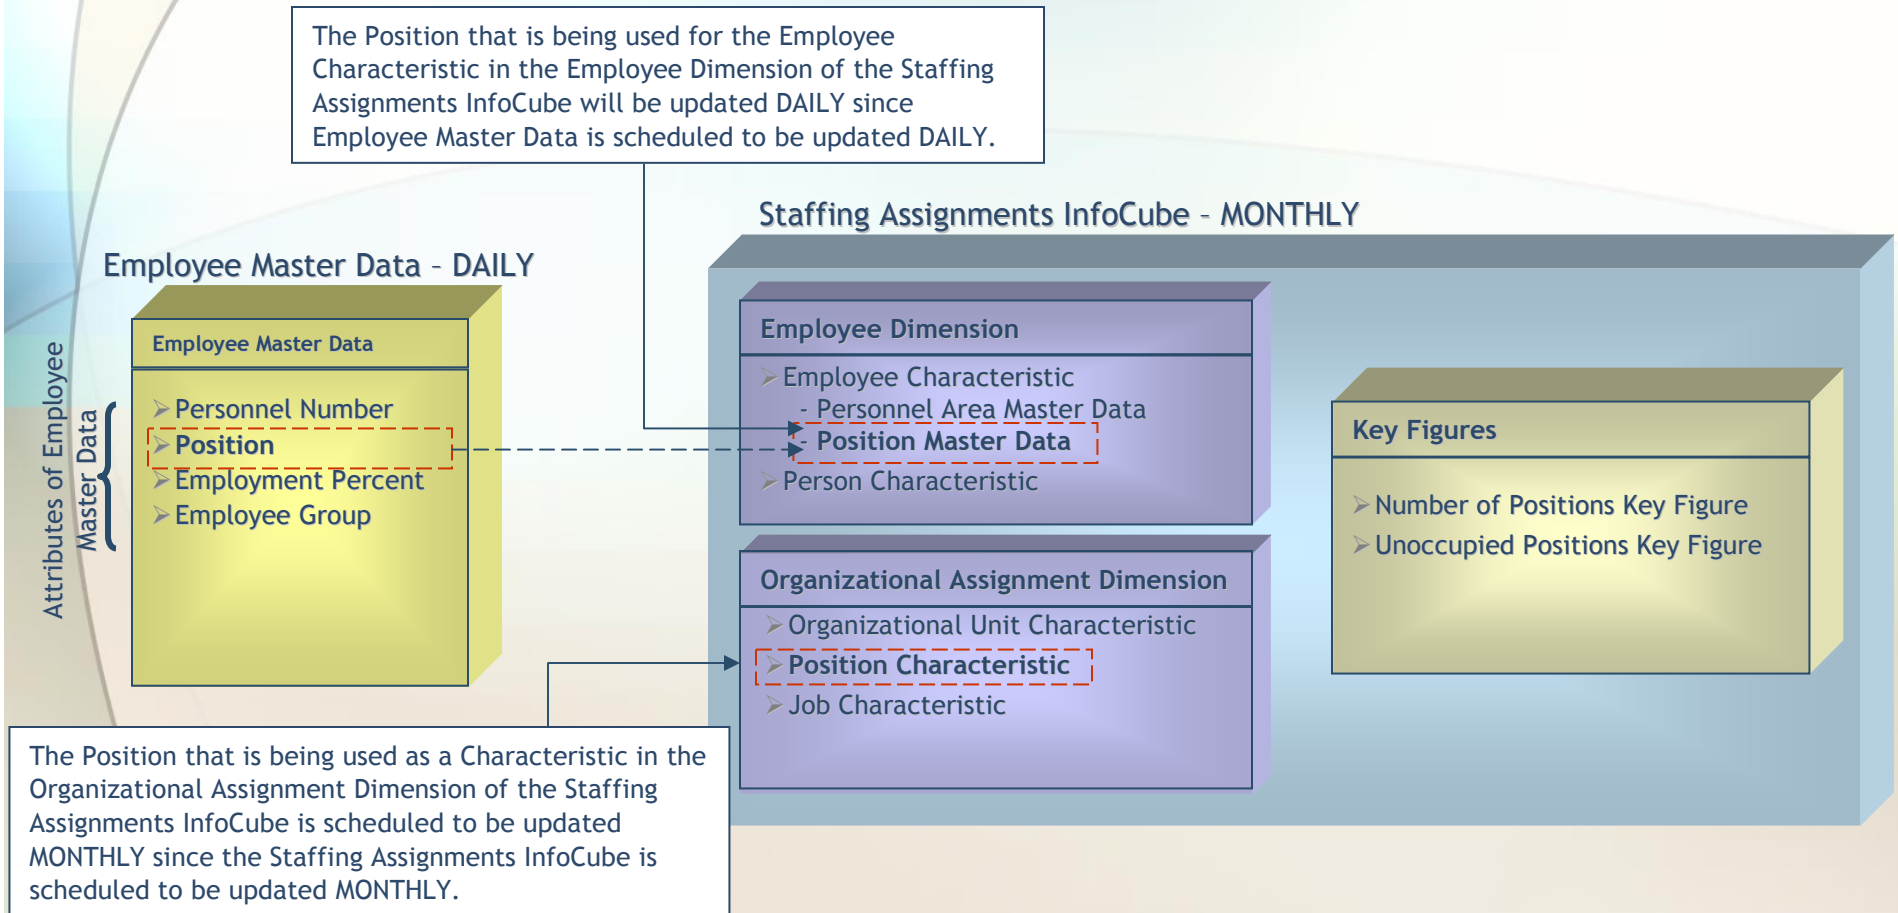 The Position that is being used for the Employee
Characteristic in the Employee Dimension of the Staffing
Assignments InfoCube will be updated DAILY since
Employee Master Data is scheduled to be updated DAILY.
Staffing Assignments InfoCube – MONTHLY
Employee Master Data – DAILY
Attributes of Employee
Master Data
Employee Master Data
Personnel Number
Position
Employment Percent
Employee Group
Employee Dimension
Employee Characteristic
- Personnel Area Master Data
- Position Master Data
Person Characteristic
Organizational Assignment Dimension
Organizational Unit Characteristic
Position Characteristic
Job Characteristic
Key Figures
Number of Positions Key Figure
Unoccupied Positions Key Figure
The Position that is being used as a Characteristic in the
Organizational Assignment Dimension of the Staffing
Assignments InfoCube is scheduled to be updated
MONTHLY since the Staffing Assignments InfoCube is
scheduled to be updated MONTHLY.